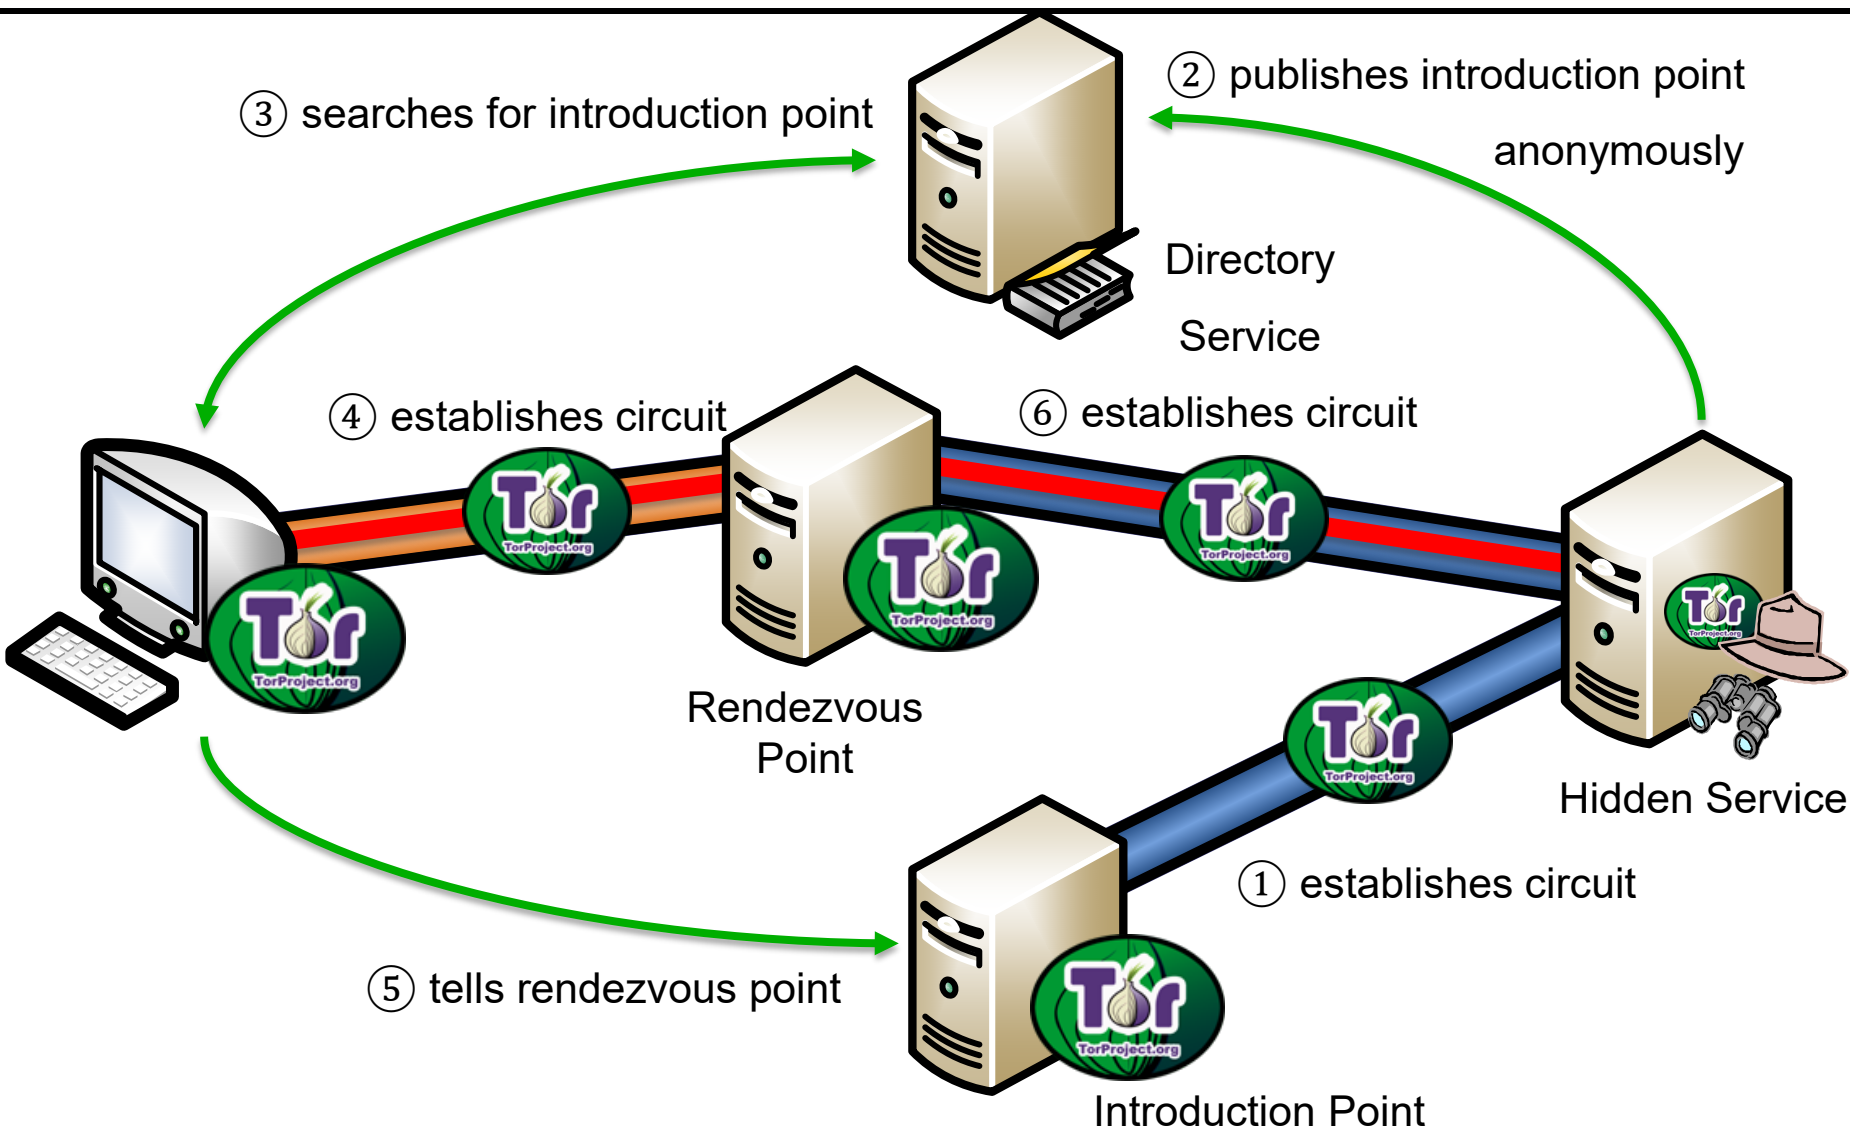 ② publishes introduction point
anonymously
③ searches for introduction point
Directory
Service
④ establishes circuit
⑥ establishes circuit
Tor
TorProject.org
Tor
TorProject.org
Tor
TorProject.org
Tor
TorProject.org
Tor
TorProject.org
Rendezvous
Point
Tor
TorProject.org
Hidden Service
① establishes circuit
⑤ tells rendezvous point
Tor
TorProject.org
Introduction Point